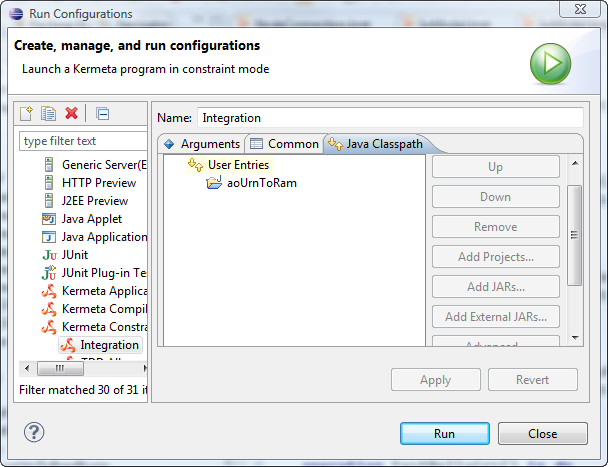 Run Configurations
Create, manage, and run configurations
Launch a Kermeta program in constraint mode
type filter text
Generic Server(E
HTTP Preview
J2EE Preview
Java Applet
Java Application
JUnit
JUnit Plug-in Te
Kermeta Applica
Kermeta Compil
Kermeta Constra
Integration
Filter matched 30 of 31 it
Name: Integration
Arguments Common Java Classpath
User Entries
aoUrnToRam
Up
Down
Remove
Add Projects...
Add JARs...
Add External JARs...
Advanced...
Apply Revert
Run Close